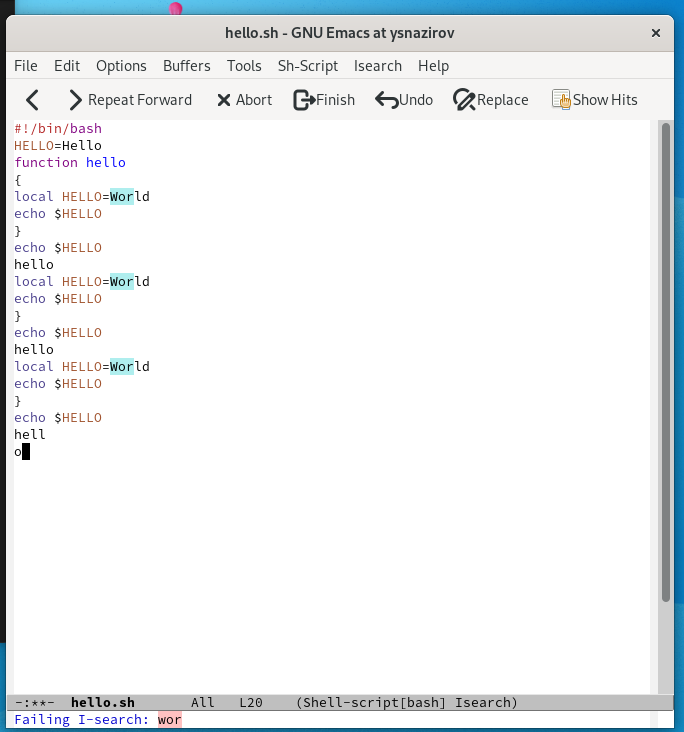 hello.sh - GNU Emacs at ysnazirov ×
File Edit Options Buffers Tools Sh-Script Isearch Help
Repeat Forward Abort Finish Undo Replace Show Hits
#!/bin/bash
HELLO=Hello
function hello
{
local HELLO=World
echo $HELLO
}
echo $HELLO
hello
local HELLO=World
echo $HELLO
}
echo $HELLO
hello
local HELLO=World
echo $HELLO
}
echo $HELLO
hell
o
-:**- hello.sh All L20 (Shell-script[bash] Isearch)
Failing I-search: wor